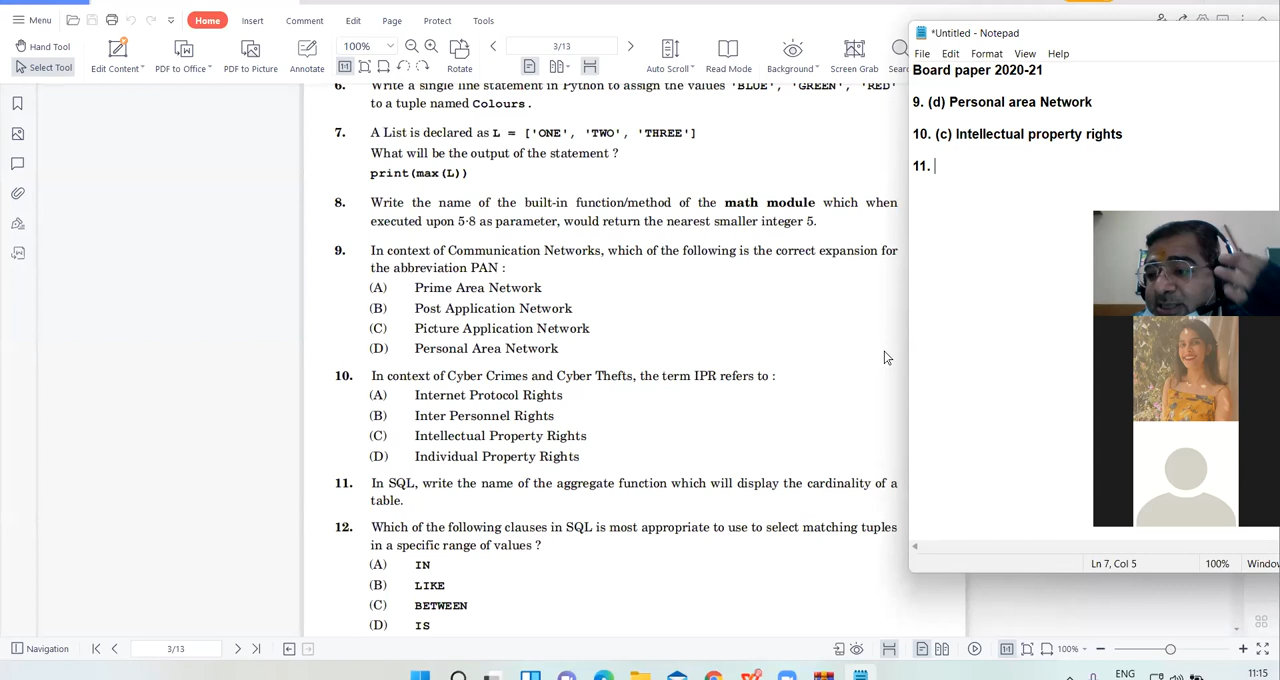 Menu
Home
Insert
Comment
Edit
Page
Protect
Tools
Hand Tool
Select Tool
Edit Content
PDF to Office
PDF to Picture
Annotate
100%
Rotate
3/13
Auto Scroll
Read Mode
Background
Screen Grab
6. Write a single line statement in Python to assign the values 'BLUE', 'GREEN', 'RED'
to a tuple named Colours.
7. A List is declared as L = ['ONE', 'TWO', 'THREE']
What will be the output of the statement ?
print(max(L))
8. Write the name of the built-in function/method of the math module which when
executed upon 5·8 as parameter, would return the nearest smaller integer 5.
9. In context of Communication Networks, which of the following is the correct expansion for
the abbreviation PAN :
(A) Prime Area Network
(B) Post Application Network
(C) Picture Application Network
(D) Personal Area Network
10. In context of Cyber Crimes and Cyber Thefts, the term IPR refers to :
(A) Internet Protocol Rights
(B) Inter Personnel Rights
(C) Intellectual Property Rights
(D) Individual Property Rights
11. In SQL, write the name of the aggregate function which will display the cardinality of a
table.
12. Which of the following clauses in SQL is most appropriate to use to select matching tuples
in a specific range of values ?
(A) IN
(B) LIKE
(C) BETWEEN
(D) IS
*Untitled - Notepad
File Edit Format View Help
Board paper 2020-21
9. (d) Personal area Network
10. (c) Intellectual property rights
11.
Ln 7, Col 5
100%
Navigation
3/13
100%
ENG
11:15